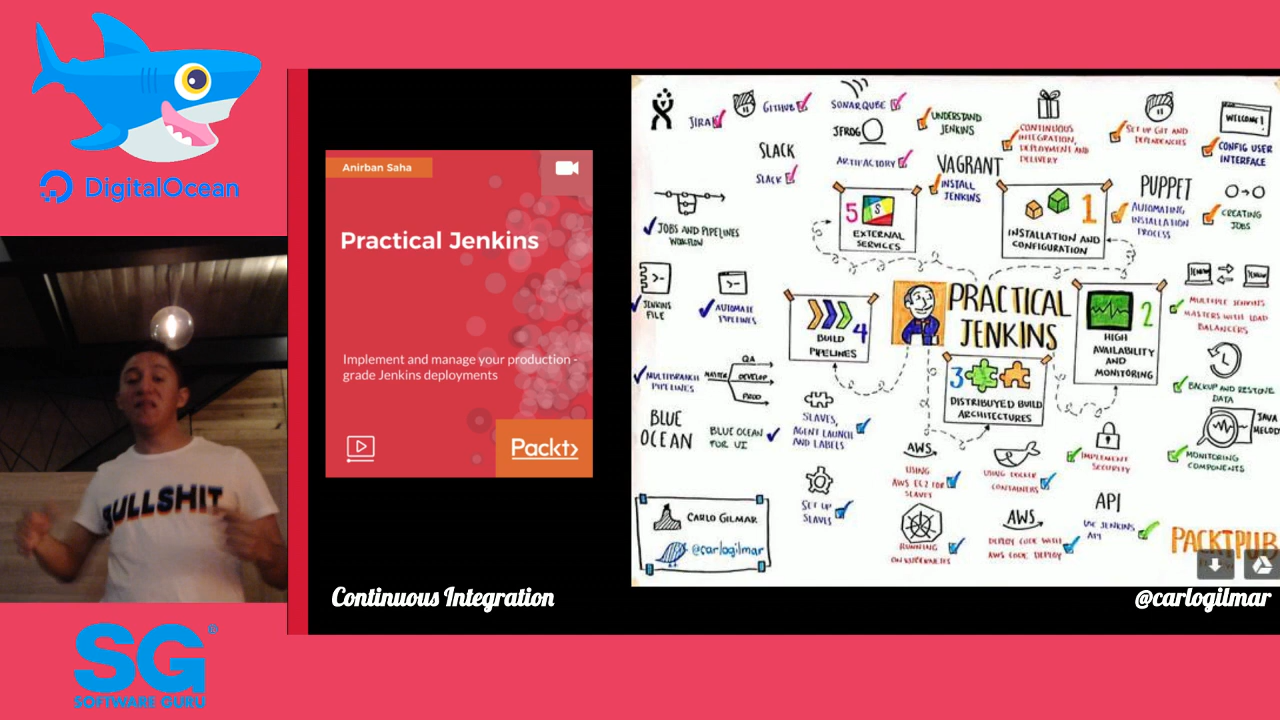 DigitalOcean
BULLSHIT
SG
SOFTWARE GURU
Anirban Saha
Practical Jenkins
Implement and manage your production -
grade Jenkins deployments
Packt>
Continuous Integration
@carlogilmar
JIRA
GITHUB
SONARQUBE
JFROG
ARTIFACTORY
SLACK
SLACK
UNDERSTAND
JENKINS
VAGRANT
INSTALL
JENKINS
CONTINUOUS
INTEGRATION,
DEPLOYMENT AND
DELIVERY
SET UP GIT AND
DEPENDENCIES
WELCOME!
CONFIG USER
INTERFACE
PUPPET
AUTOMATING
INSTALLATION
PROCESS
CREATING
JOBS
5
S
EXTERNAL
SERVICES
1
INSTALLATION AND
CONFIGURATION
JOBS AND PIPELINES
WORKFLOW
JENKINS
FILE
AUTOMATE
PIPELINES
4
BUILD
PIPELINES
PRACTICAL
JENKINS
2
HIGH
AVAILABILITY
AND
MONITORING
MULTIPLE JENKINS
MASTERS WITH LOAD
BALANCERS
3
DISTRIBUYED BUILD
ARCHITECTURES
MULTIBRANCH
PIPELINES
MASTER
QA
DEVELOP
PROD
BLUE
OCEAN
BLUE OCEAN
FOR UI
SLAVES,
AGENT LAUNCH
AND LABELS
SET UP
SLAVES
AWS
USING
AWS EC2 FOR
SLAVES
USING DOCKER
CONTAINERS
RUNNING
ON KUBERNETES
AWS
DEPLOY CODE WITH
AWS CODE DEPLOY
IMPLEMENT
SECURITY
API
USE JENKINS
API
BACKUP AND RESTORE
DATA
JAVA
MELODY
MONITORING
COMPONENTS
CARLO GILMAR
@carlogilmar
PACKTPUB